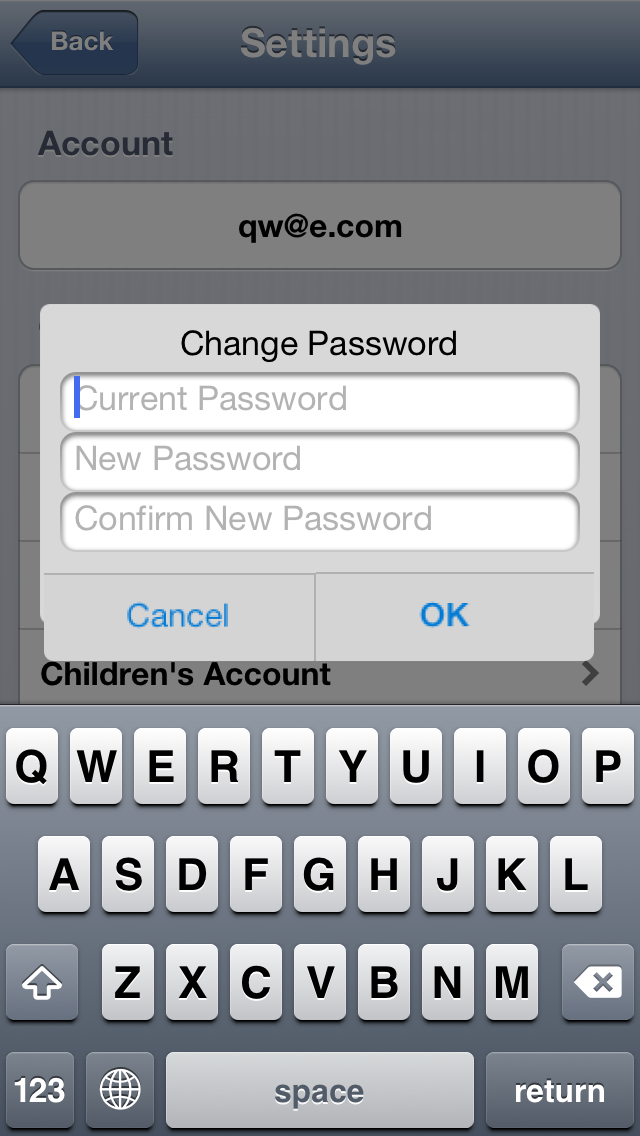 Back Settings
Account
qw@e.com
Change Password
Current Password
New Password
Confirm New Password
Cancel OK
Children's Account
Q W E R T Y U I O P
A S D F G H J K L
Z X C V B N M
123 space return